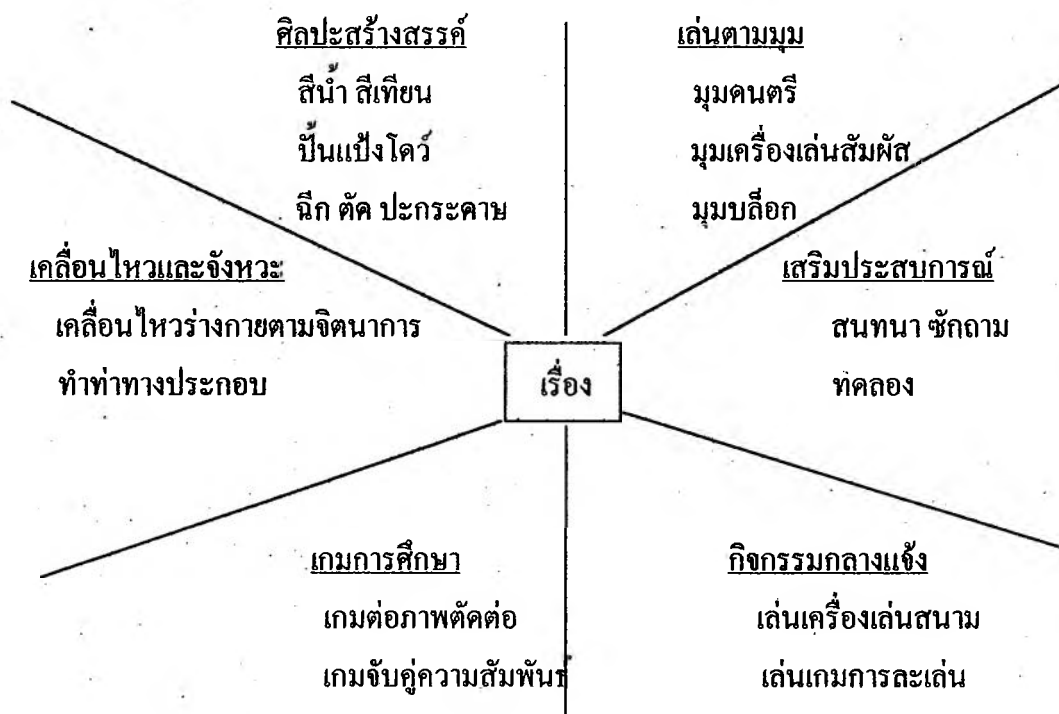 ศิลปะสร้างสรรค์
สีน้ำ สีเทียน
ปั้นแป้งโดว์
ฉีก ตัด ปะกระดาษ
เล่นตามมุม
มุมดนตรี
มุมเครื่องเล่นสัมผัส
มุมบล็อก
เคลื่อนไหวและจังหวะ
เคลื่อนไหวร่างกายตามจิตนาการ
ทำท่าทางประกอบ
เสริมประสบการณ์
สนทนา ซักถาม
ทดลอง
เรื่อง
เกมการศึกษา
เกมต่อภาพตัดต่อ
เกมจับคู่ความสัมพันธ์
กิจกรรมกลางแจ้ง
เล่นเครื่องเล่นสนาม
เล่นเกมการละเล่น